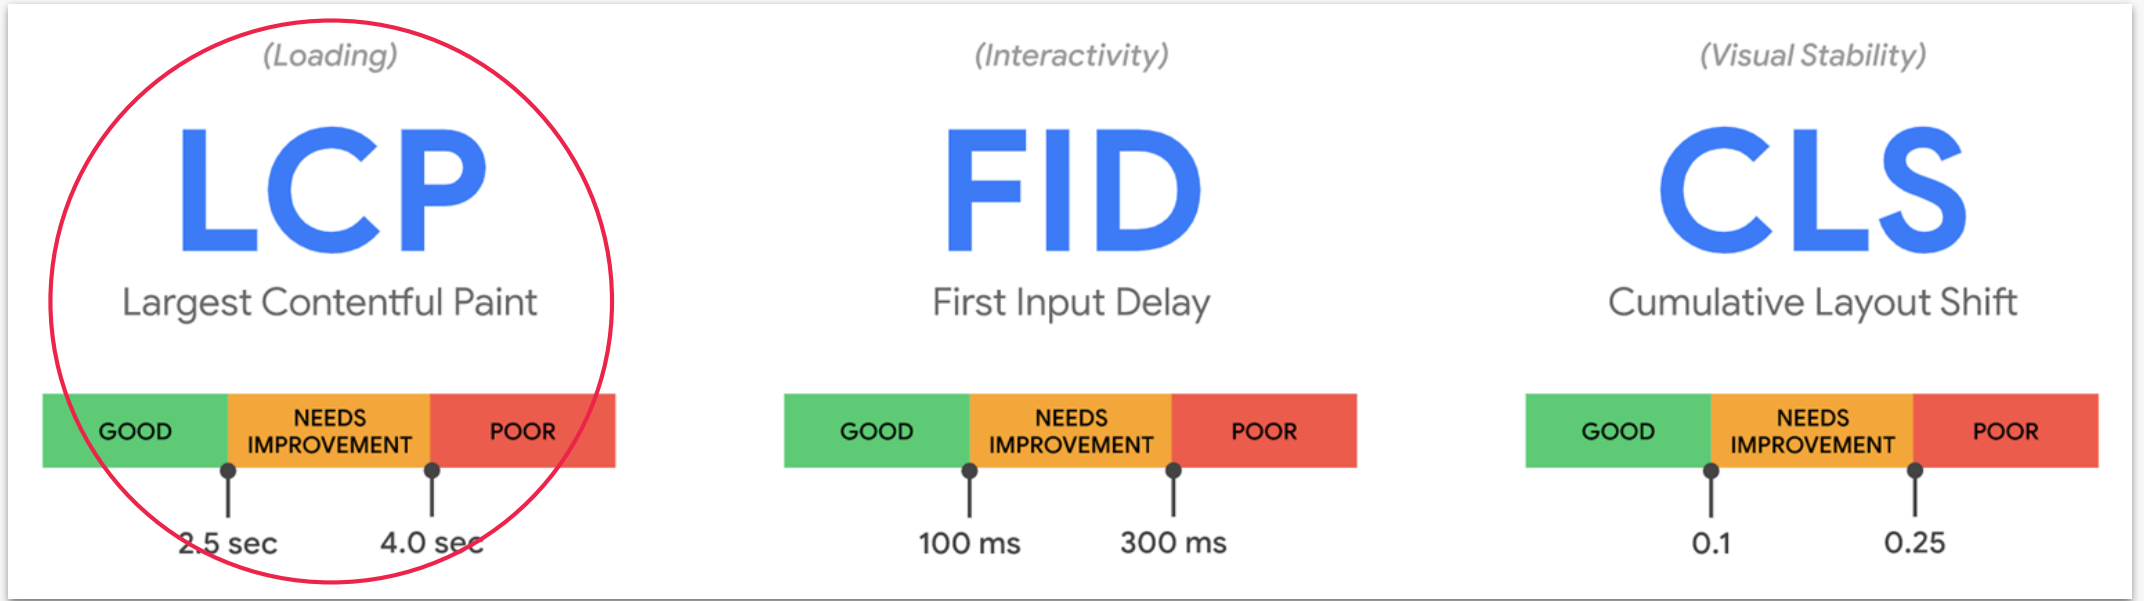 (Loading)
LCP
Largest Contentful Paint
GOOD
NEEDS
IMPROVEMENT
POOR
2.5 sec
4.0 sec
(Interactivity)
FID
First Input Delay
GOOD
NEEDS
IMPROVEMENT
POOR
100 ms
300 ms
(Visual Stability)
CLS
Cumulative Layout Shift
GOOD
NEEDS
IMPROVEMENT
POOR
0.1
0.25